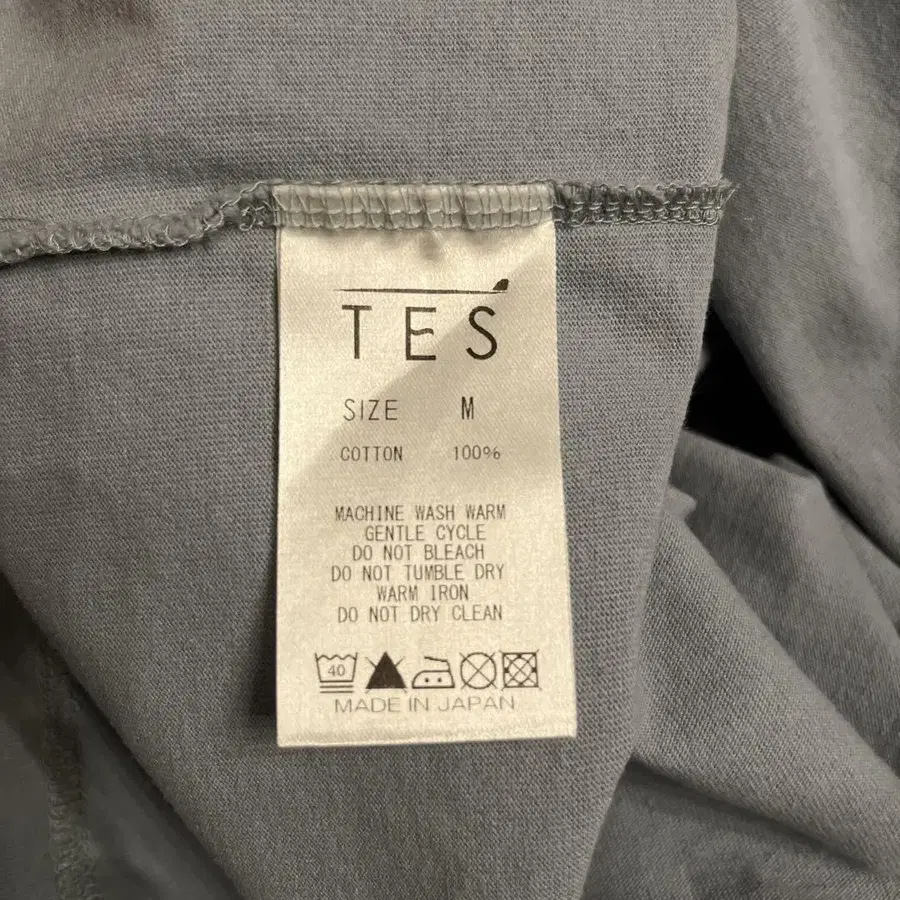 TES
SIZE M
COTTON 100%
MACHINE WASH WARM
GENTLE CYCLE
DO NOT BLEACH
DO NOT TUMBLE DRY
WARM IRON
DO NOT DRY CLEAN
40
MADE IN JAPAN